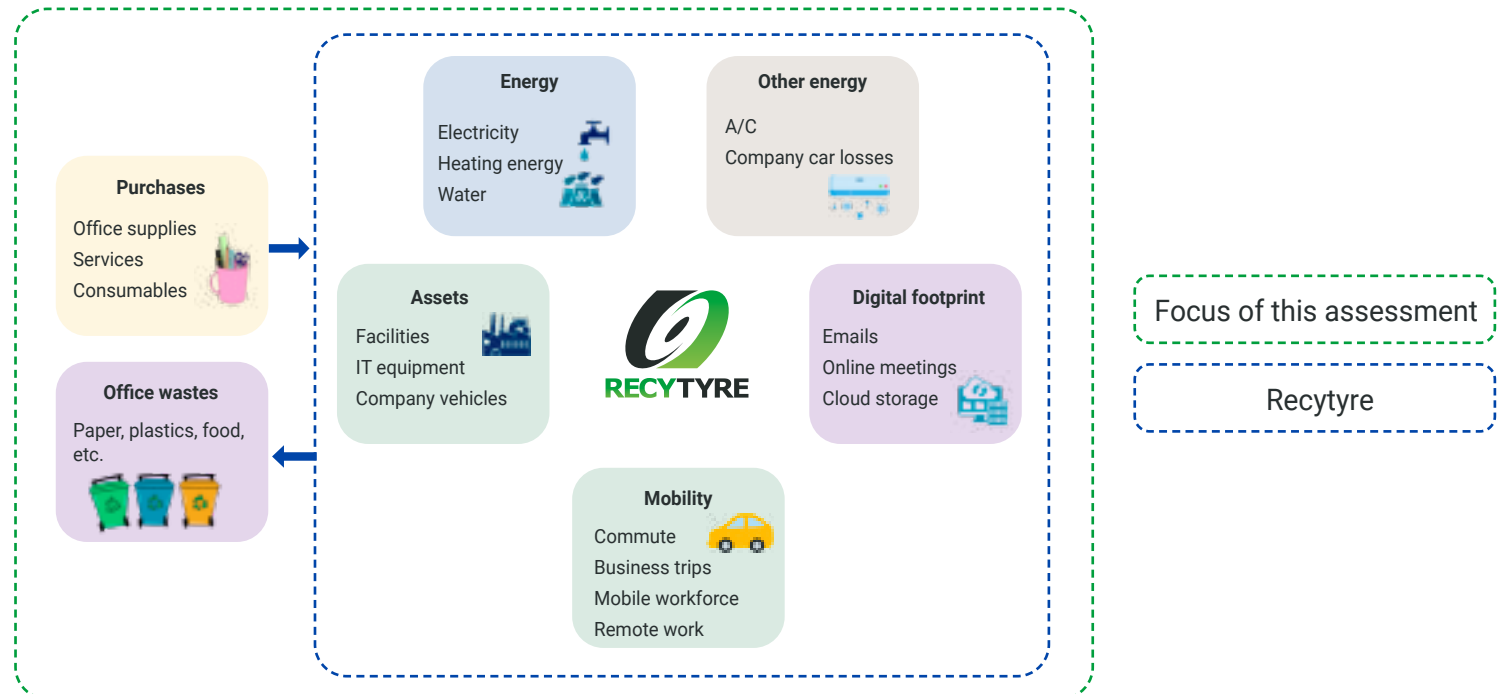 Energy
Electricity
Heating energy
Water
Other energy
A/C
Company car losses
Purchases
Office supplies
Services
Consumables
Assets
Facilities
IT equipment
Company vehicles
RECYTYRE
Digital footprint
Emails
Online meetings
Cloud storage
Office wastes
Paper, plastics, food,
etc.
Mobility
Commute
Business trips
Mobile workforce
Remote work
Focus of this assessment
Recytyre